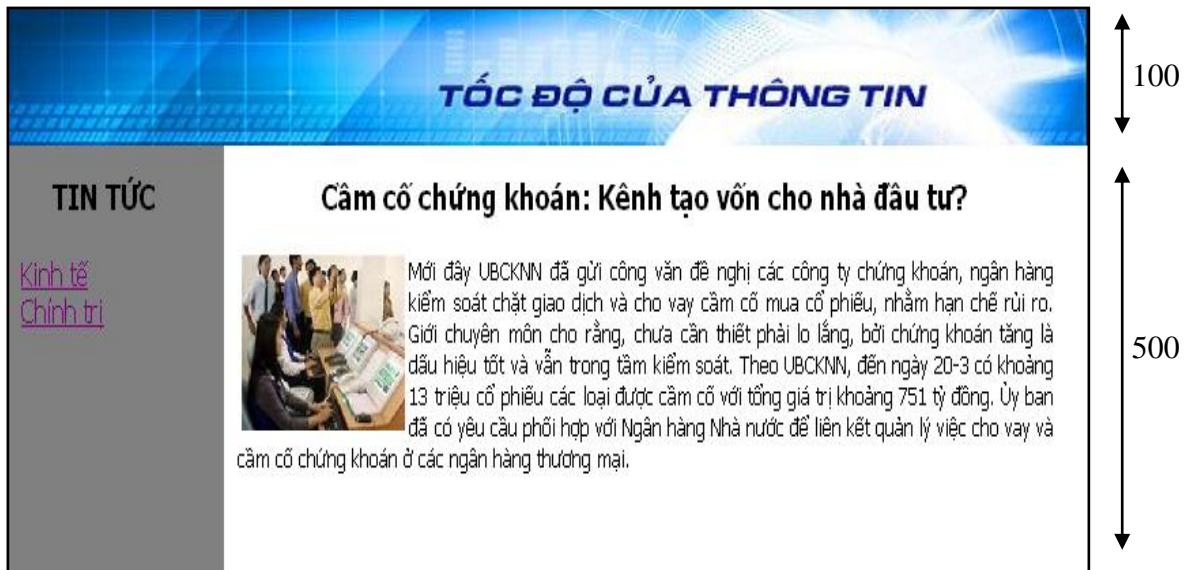 TỐC ĐỘ CỦA THÔNG TIN
100
TIN TỨC
Kinh tế
Chính trị
Cầm cố chứng khoán: Kênh tạo vốn cho nhà đầu tư?
Mới đây UBCKNN đã gửi công văn đề nghị các công ty chứng khoán, ngân hàng
kiểm soát chặt giao dịch và cho vay cầm cố mua cổ phiếu, nhằm hạn chế rủi ro.
Giới chuyên môn cho rằng, chưa cần thiết phải lo lắng, bởi chứng khoán tăng là
dấu hiệu tốt và vẫn trong tầm kiểm soát. Theo UBCKNN, đến ngày 20-3 có khoảng
13 triệu cổ phiếu các loại được cầm cố với tổng giá trị khoảng 751 tỷ đồng. Ủy ban
đã có yêu cầu phối hợp với Ngân hàng Nhà nước để liên kết quản lý việc cho vay và
cầm cố chứng khoán ở các ngân hàng thương mại.
500